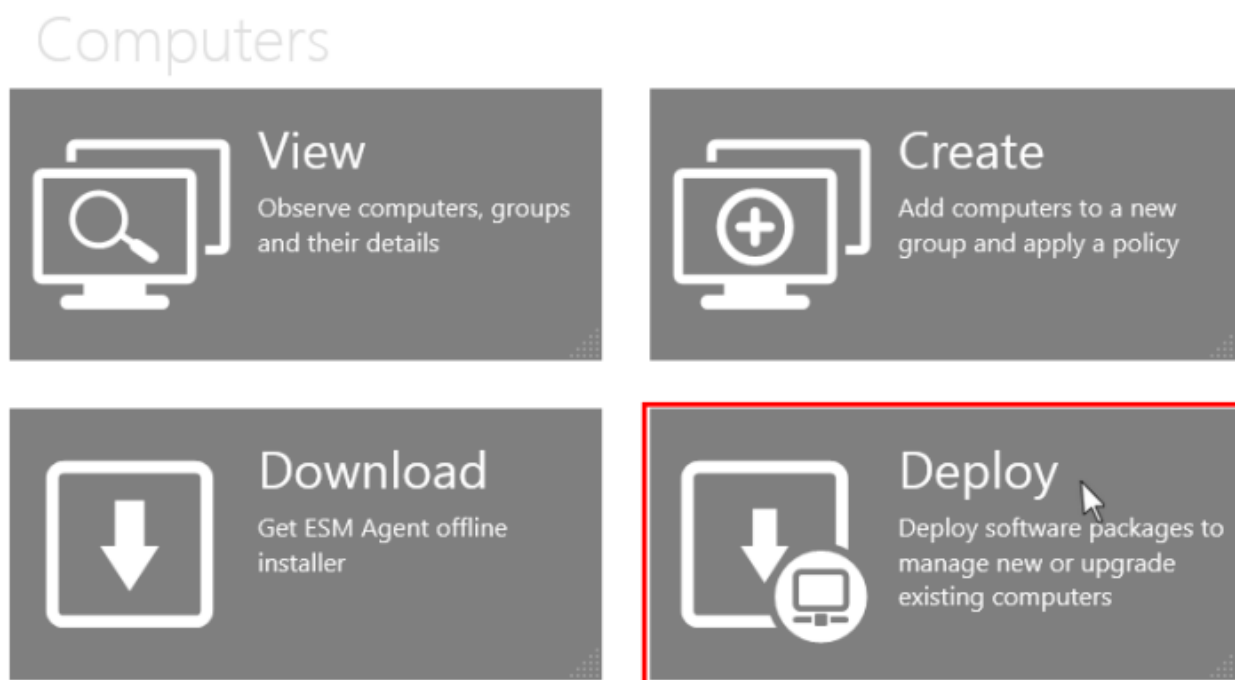 Computers
View
Observe computers, groups
and their details
Create
Add computers to a new
group and apply a policy
Download
Get ESM Agent offline
installer
Deploy
Deploy software packages to
manage new or upgrade
existing computers